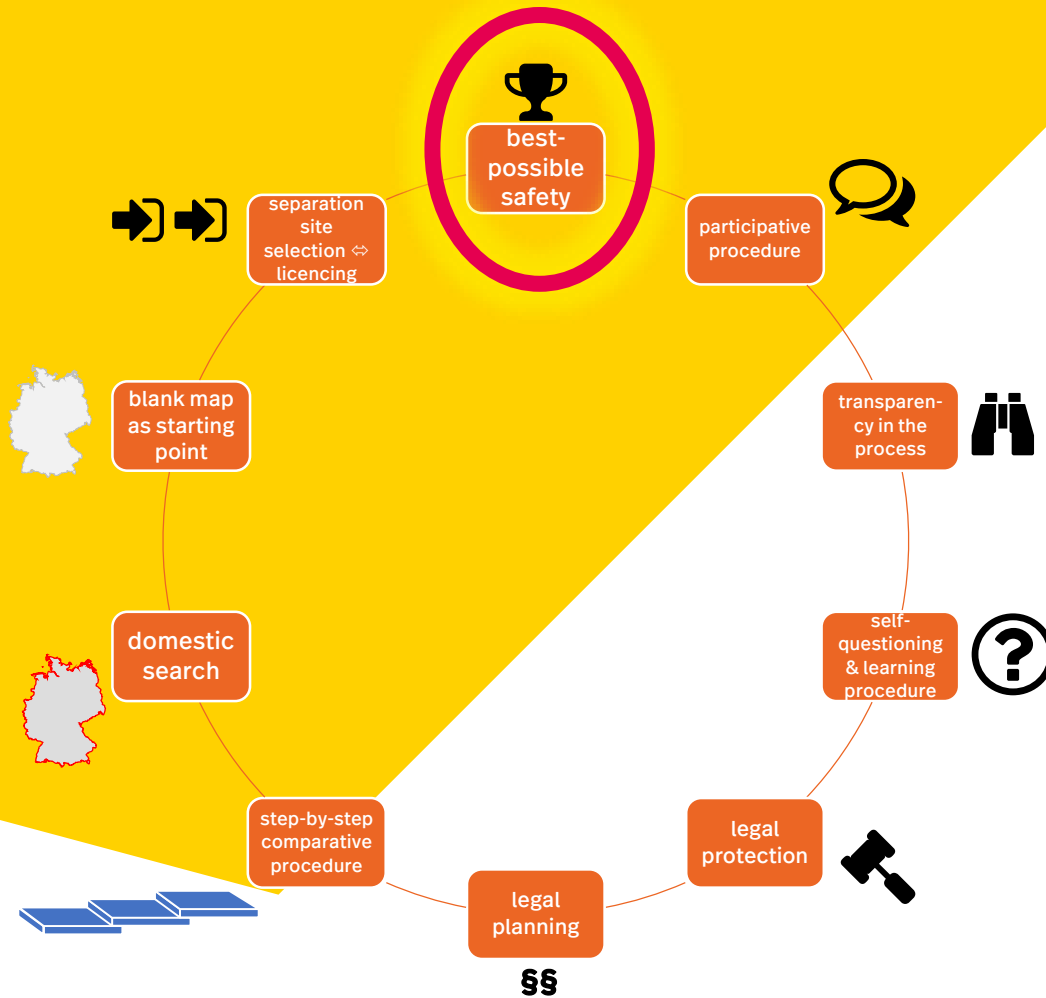 best-
possible
safety
participative
procedure
transparen-
cy in the
process
self-
questioning
& learning
procedure
legal
protection
legal
planning
§§
step-by-step
comparative
procedure
domestic
search
blank map
as starting
point
separation
site
selection ⇔
licencing
?